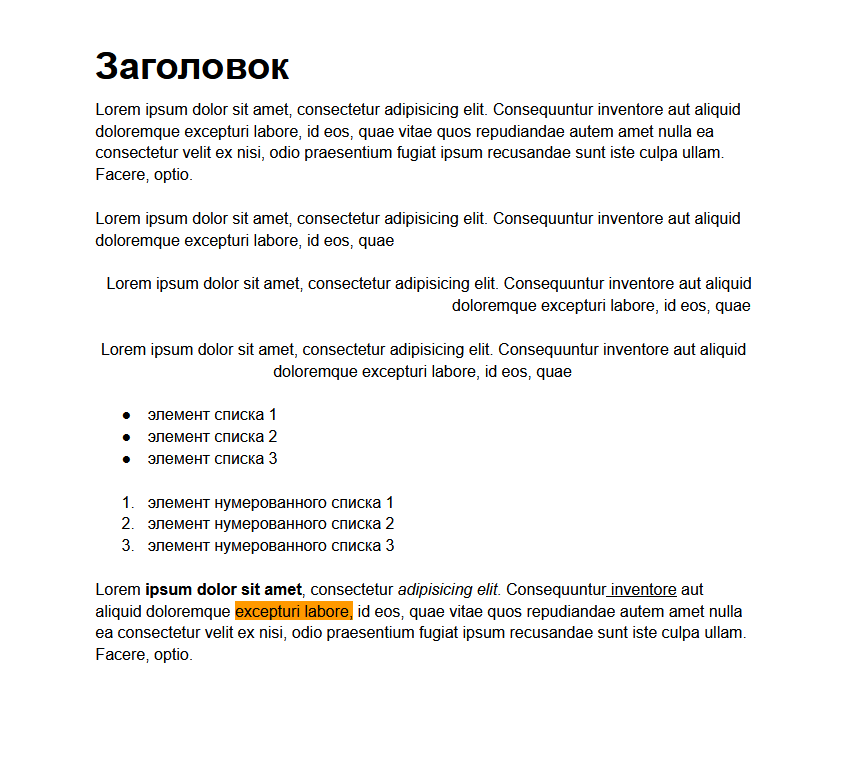 Заголовок
Lorem ipsum dolor sit amet, consectetur adipisicing elit. Consequuntur inventore aut aliquid
doloremque excepturi labore, id eos, quae vitae quos repudiandae autem amet nulla ea
consectetur velit ex nisi, odio praesentium fugiat ipsum recusandae sunt iste culpa ullam.
Facere, optio.
Lorem ipsum dolor sit amet, consectetur adipisicing elit. Consequuntur inventore aut aliquid
doloremque excepturi labore, id eos, quae
Lorem ipsum dolor sit amet, consectetur adipisicing elit. Consequuntur inventore aut aliquid
doloremque excepturi labore, id eos, quae
Lorem ipsum dolor sit amet, consectetur adipisicing elit. Consequuntur inventore aut aliquid
doloremque excepturi labore, id eos, quae
● элемент списка 1
● элемент списка 2
● элемент списка 3
1. элемент нумерованного списка 1
2. элемент нумерованного списка 2
3. элемент нумерованного списка 3
Lorem ipsum dolor sit amet, consectetur adipisicing elit. Consequuntur inventore aut
aliquid doloremque excepturi labore, id eos, quae vitae quos repudiandae autem amet nulla
ea consectetur velit ex nisi, odio praesentium fugiat ipsum recusandae sunt iste culpa ullam.
Facere, optio.